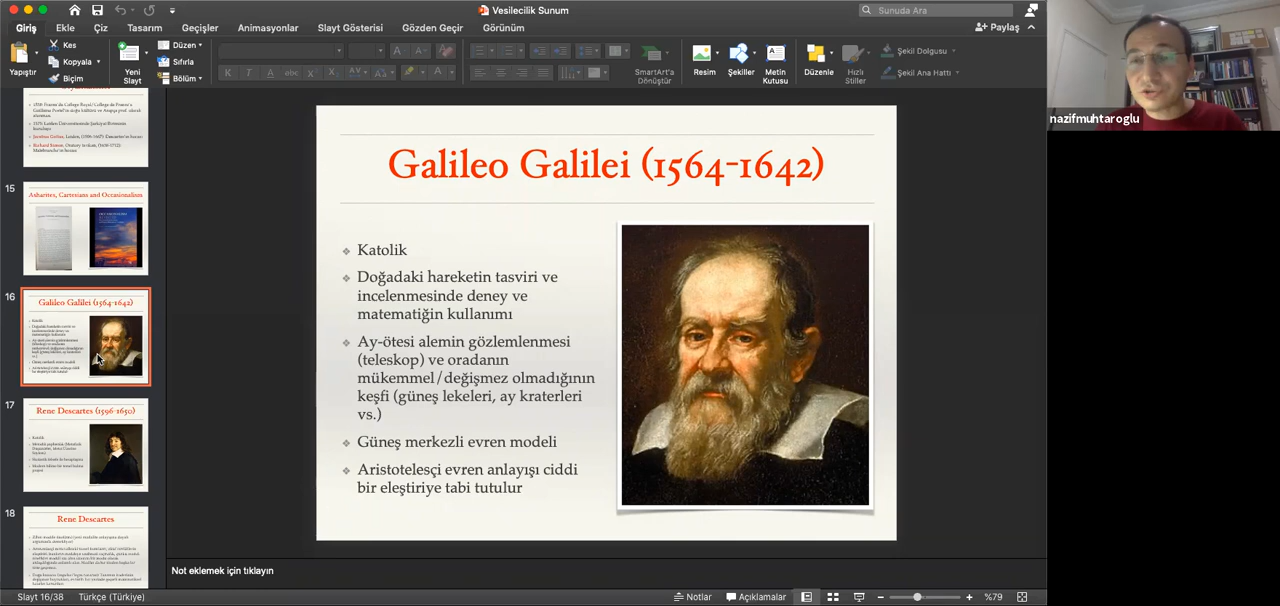 Vesilecilik Sunum
Sunuda Ara
Giriş Ekle Çiz Tasarım Geçişler Animasyonlar Slayt Gösterisi Gözden Geçir Görünüm
Paylaş
Yapıştır
Kes
Kopyala
Biçim
Yeni
Slayt
Düzen
Sıfırla
Bölüm
K T A abc X X AV Aa A
SmartArt'a
Dönüştür
Resim
Şekiller
Metin
Kutusu
Düzenle
Hızlı
Stiller
Şekil Dolgusu
Şekil Ana Hattı
nazifmuhtaroglu
15
Asharites, Cartesians and Occasionalism
16
Galileo Galilei (1564-1642)
Katolik
17
Rene Descartes (1596-1650)
Katolik
18
Rene Descartes
Galileo Galilei (1564-1642)
Katolik
Doğadaki hareketin tasviri ve
incelenmesinde deney ve
matematiğin kullanımı
Ay-ötesi alemin gözlemlenmesi
(teleskop) ve oradanın
mükemmel/değişmez olmadığının
keşfi (güneş lekeleri, ay kraterleri
vs.)
Güneş merkezli evren modeli
Aristotelesçi evren anlayışı ciddi
bir eleştiriye tabi tutulur
Not eklemek için tıklayın
Slayt 16/38 Türkçe (Türkiye)
Notlar Açıklamalar
%79